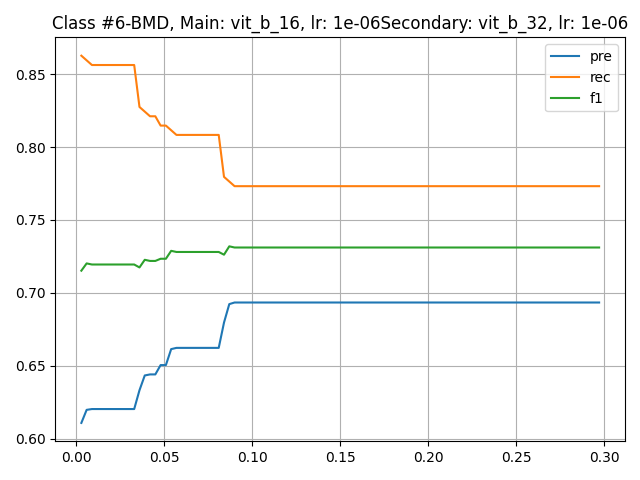 Class #6-BMD, Main: vit_b_16, lr: 1e-06Secondary: vit_b_32, lr: 1e-06
pre
rec
f1
0.85
0.80
0.75
0.70
0.65
0.60
0.00 0.05 0.10 0.15 0.20 0.25 0.30